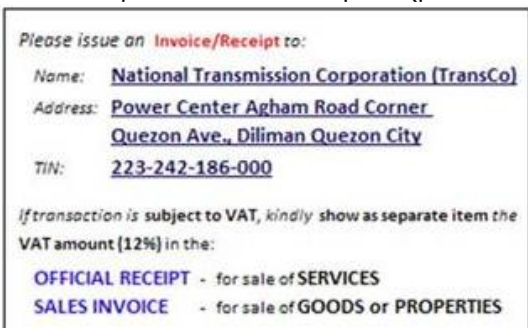 Please issue an Invoice/Receipt to:
Name: National Transmission Corporation (TransCo)
Address: Power Center Agham Road Corner
Quezon Ave., Diliman Quezon City
TIN: 223-242-186-000
If transaction is subject to VAT, kindly show as separate item the
VAT amount (12%) in the:
OFFICIAL RECEIPT - for sale of SERVICES
SALES INVOICE - for sale of GOODS or PROPERTIES